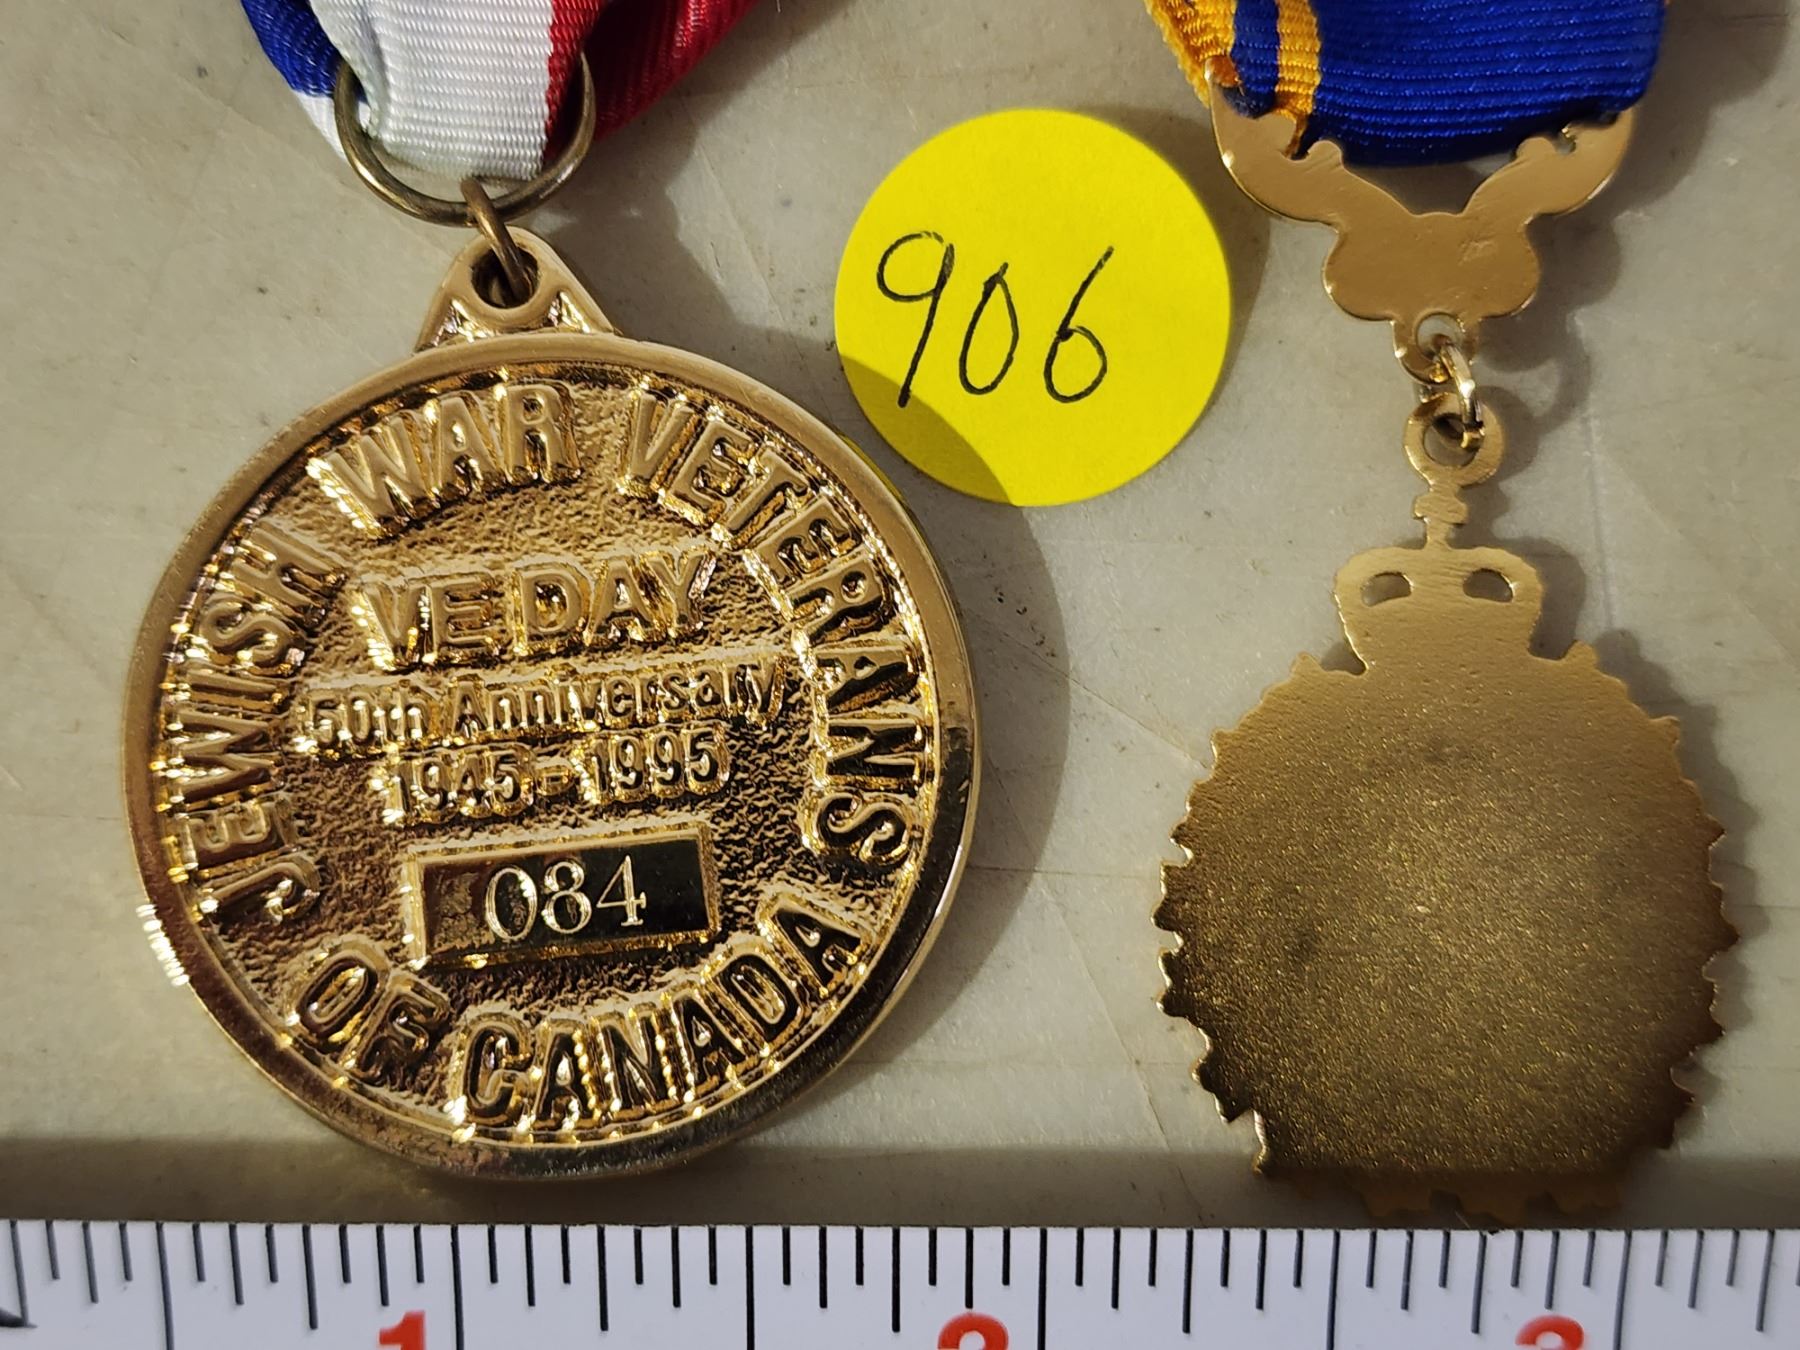 906
JEWISH WAR VETERANS
VE DAY
50th Anniversary
1945-1995
084
OF CANADA
1 2 3